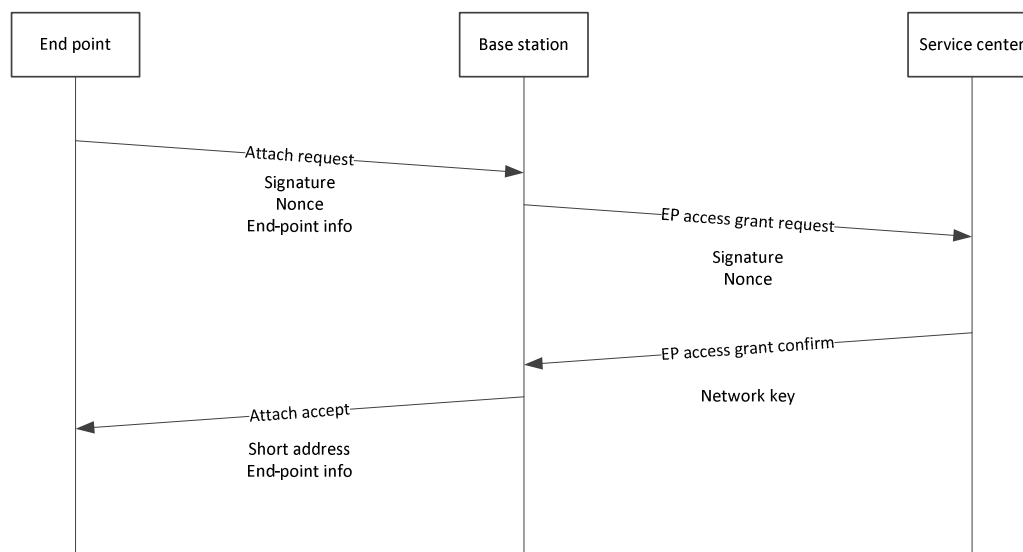 End point
Base station
Service center
Attach request
Signature
Nonce
End-point info
EP access grant request
Signature
Nonce
EP access grant confirm
Network key
Attach accept
Short address
End-point info